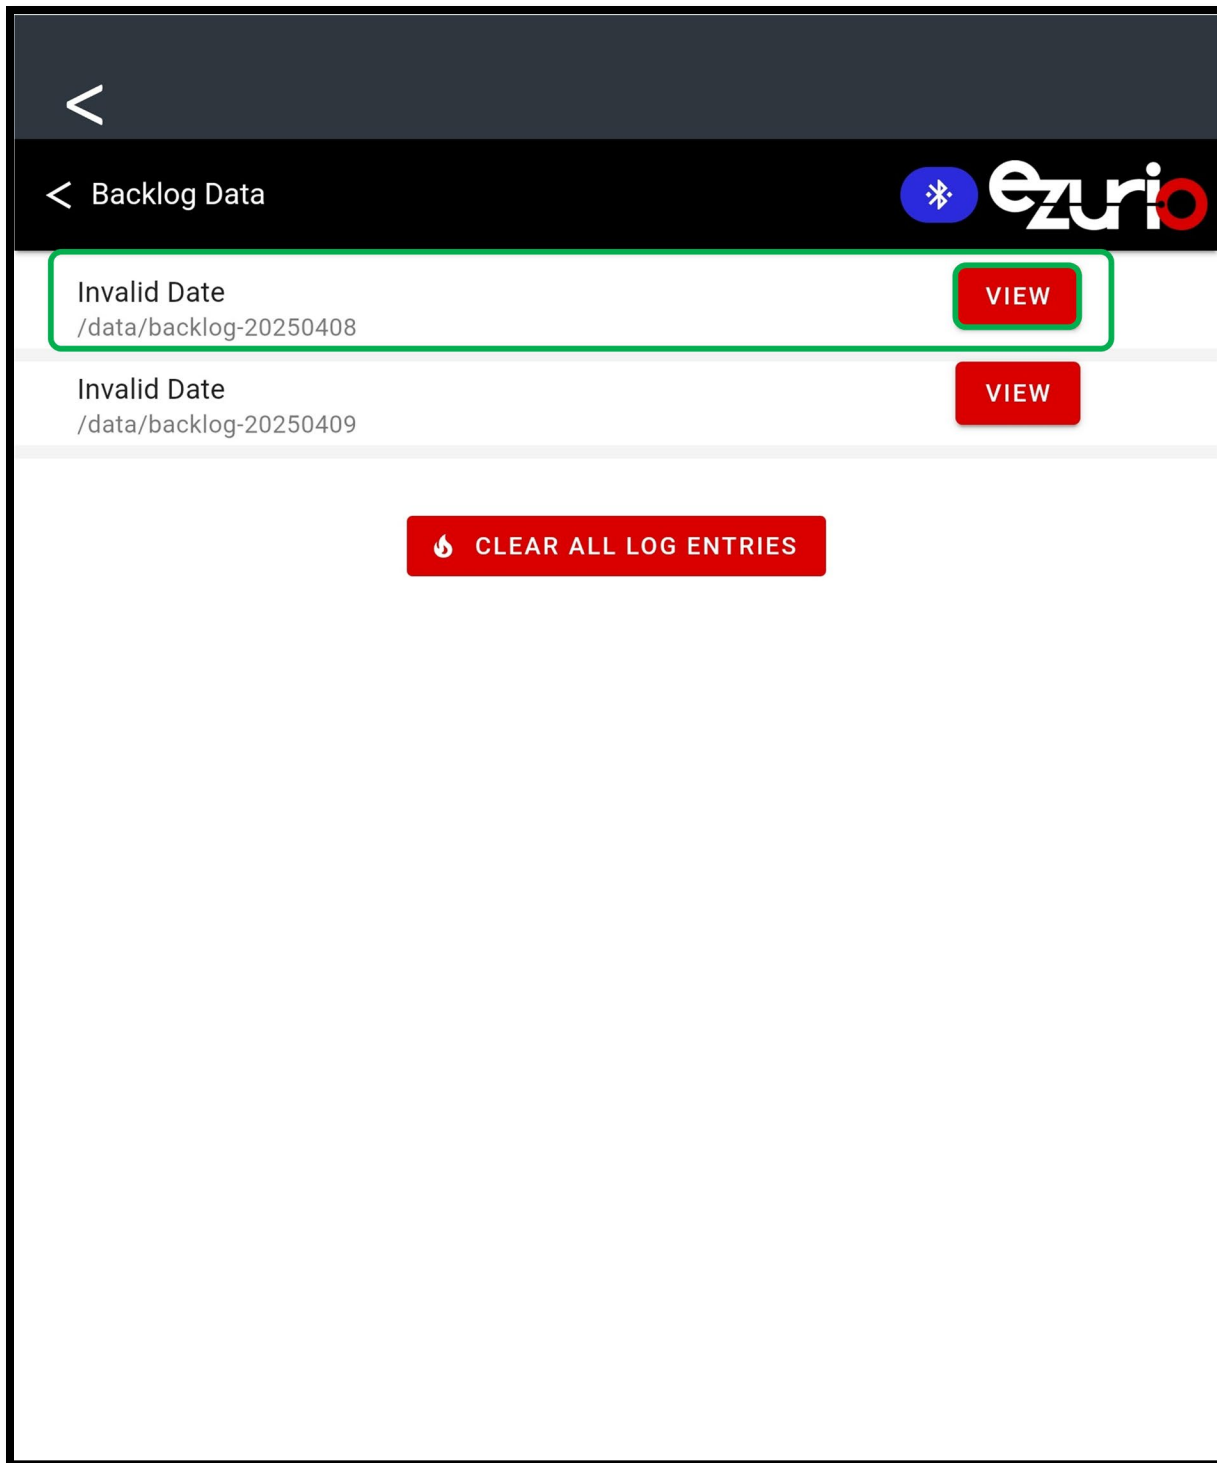 <
< Backlog Data
ezurio
Invalid Date
VIEW
/data/backlog-20250408
Invalid Date
VIEW
/data/backlog-20250409
CLEAR ALL LOG ENTRIES